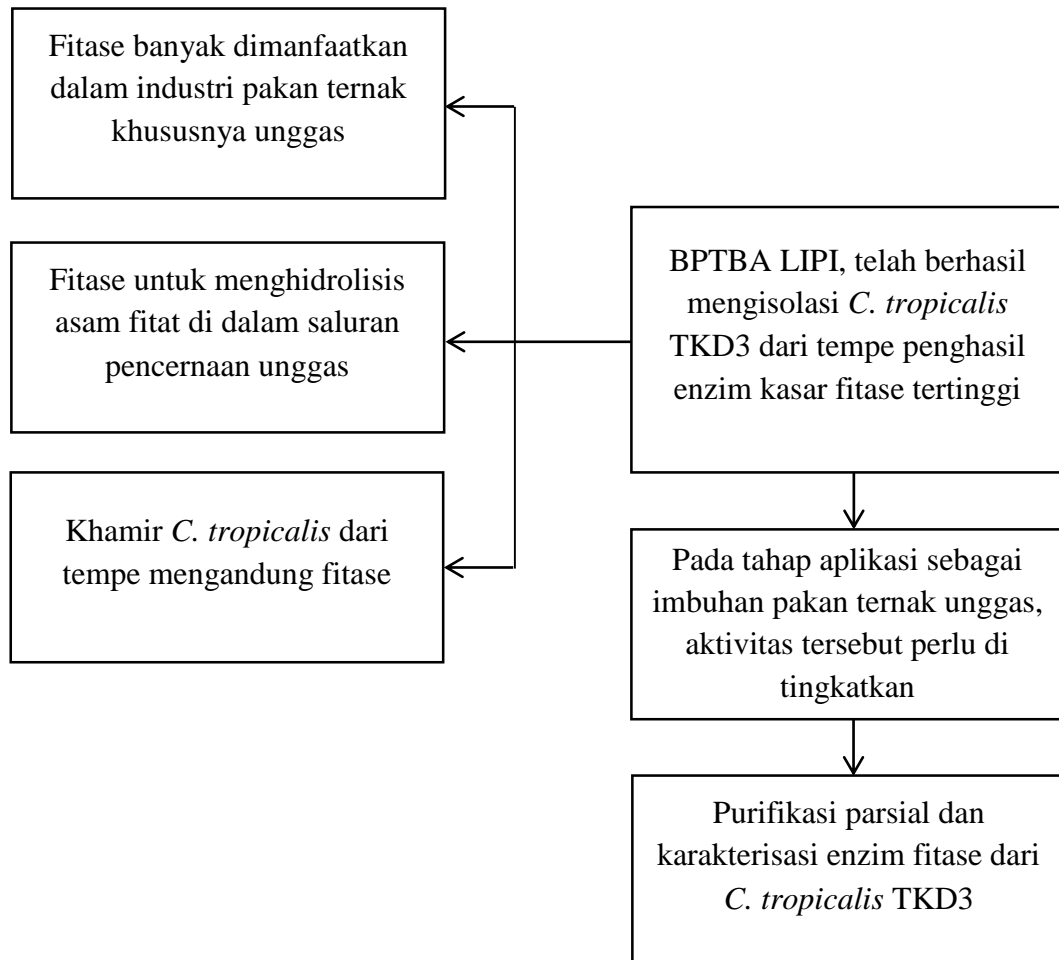 Fitase banyak dimanfaatkan
dalam industri pakan ternak
khususnya unggas
Fitase untuk menghidrolisis
asam fitat di dalam saluran
pencernaan unggas
Khamir C. tropicalis dari
tempe mengandung fitase
BPTBA LIPI, telah berhasil
mengisolasi C. tropicalis
TKD3 dari tempe penghasil
enzim kasar fitase tertinggi
Pada tahap aplikasi sebagai
imbuhan pakan ternak unggas,
aktivitas tersebut perlu di
tingkatkan
Purifikasi parsial dan
karakterisasi enzim fitase dari
C. tropicalis TKD3